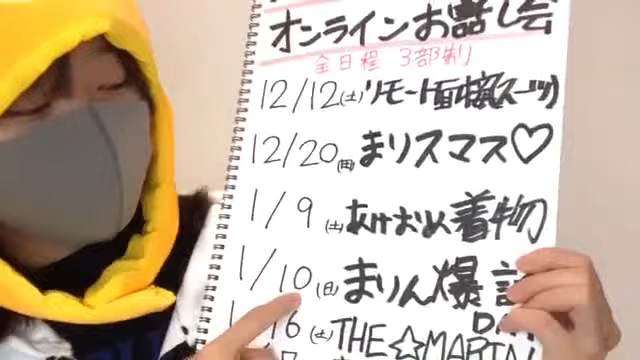 オンラインお話し会
全日程 3部制
12/12(土)リモート面接(スーツ)
12/20(日)まりスマス♡
1/9(土)あけおめ着物
1/10(日)まりん爆誕
16(土)THE☆MARIN